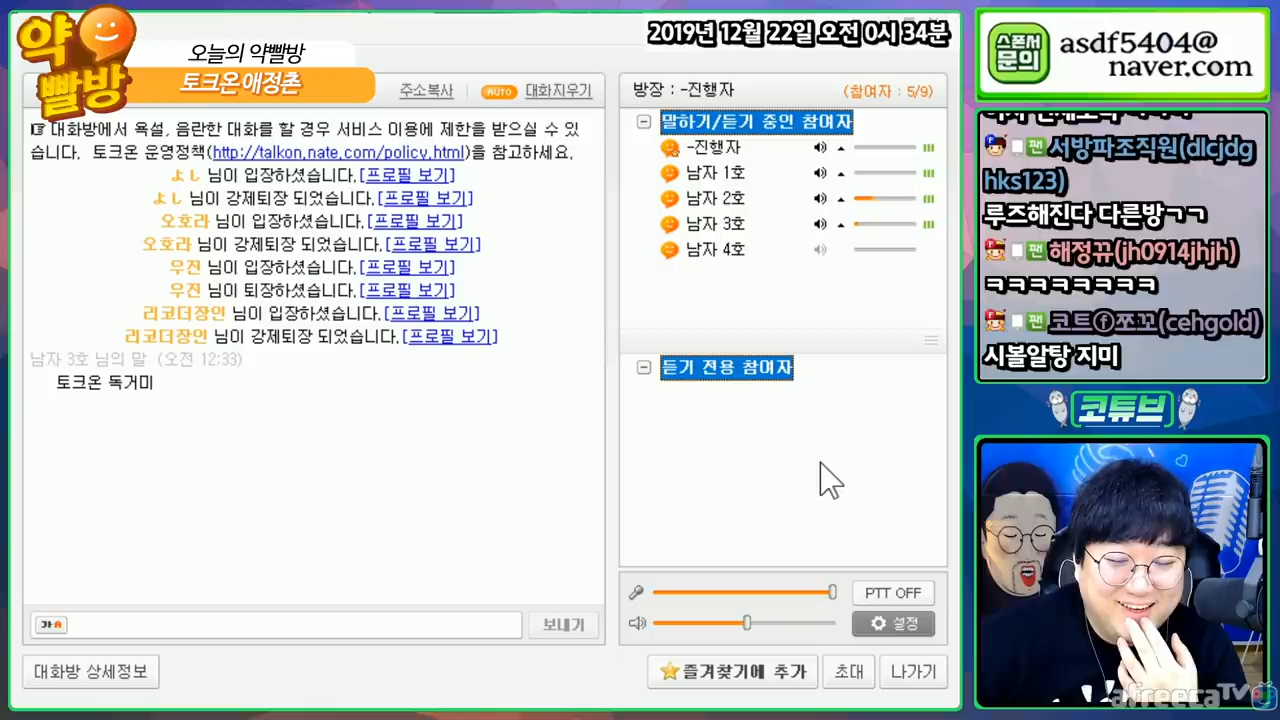 약빨방
오늘의 약빨방
토크온 애정촌
2019년 12월 22일 오전 0시 34분
주소복사
AUTO 대화지우기
☞ 대화방에서 욕설, 음란한 대화를 할 경우 서비스 이용에 제한을 받으실 수 있
습니다. 토크온 운영정책(http://talkon.nate.com/policy.html)을 참고하세요.
よし 님이 입장하셨습니다.[프로필 보기]
よし 님이 강제퇴장 되었습니다.[프로필 보기]
오호라 님이 입장하셨습니다.[프로필 보기]
오호라 님이 강제퇴장 되었습니다.[프로필 보기]
우진 님이 입장하셨습니다.[프로필 보기]
우진 님이 퇴장하셨습니다.[프로필 보기]
리코더장인 님이 입장하셨습니다.[프로필 보기]
리코더장인 님이 강제퇴장 되었습니다.[프로필 보기]
남자 3호 님의 말 (오전 12:33)
토크온 독거미
가A
보내기
대화방 상세정보
방장 : -진행자
(참여자 : 5/9)
말하기/듣기 중인 참여자
-진행자
남자 1호
남자 2호
남자 3호
남자 4호
듣기 전용 참여자
PTT OFF
설정
즐겨찾기에 추가
초대
나가기
스폰서
문의
asdf5404@
naver.com
팬 서방파조직원(dlcjdg
hks123)
루즈해진다 다른방ㄱㄱ
팬 해정뀨(jh0914jhjh)
ㅋㅋㅋㅋㅋㅋㅋㅋ
팬 코트ⓕ쪼꼬(cehgold)
시볼알탕 지미
코튜브
afreecaTV